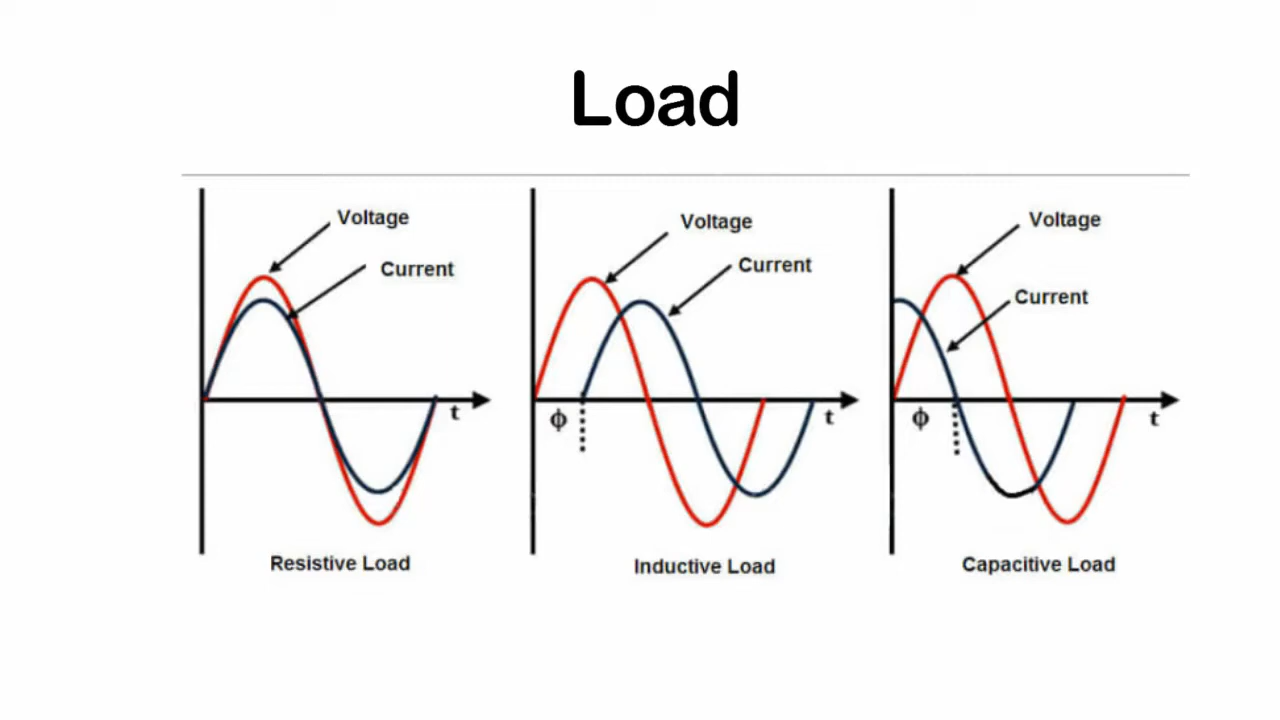 Load
Voltage
Current
t
Resistive Load
Voltage
Current
ϕ
t
Inductive Load
Voltage
Current
ϕ
t
Capacitive Load